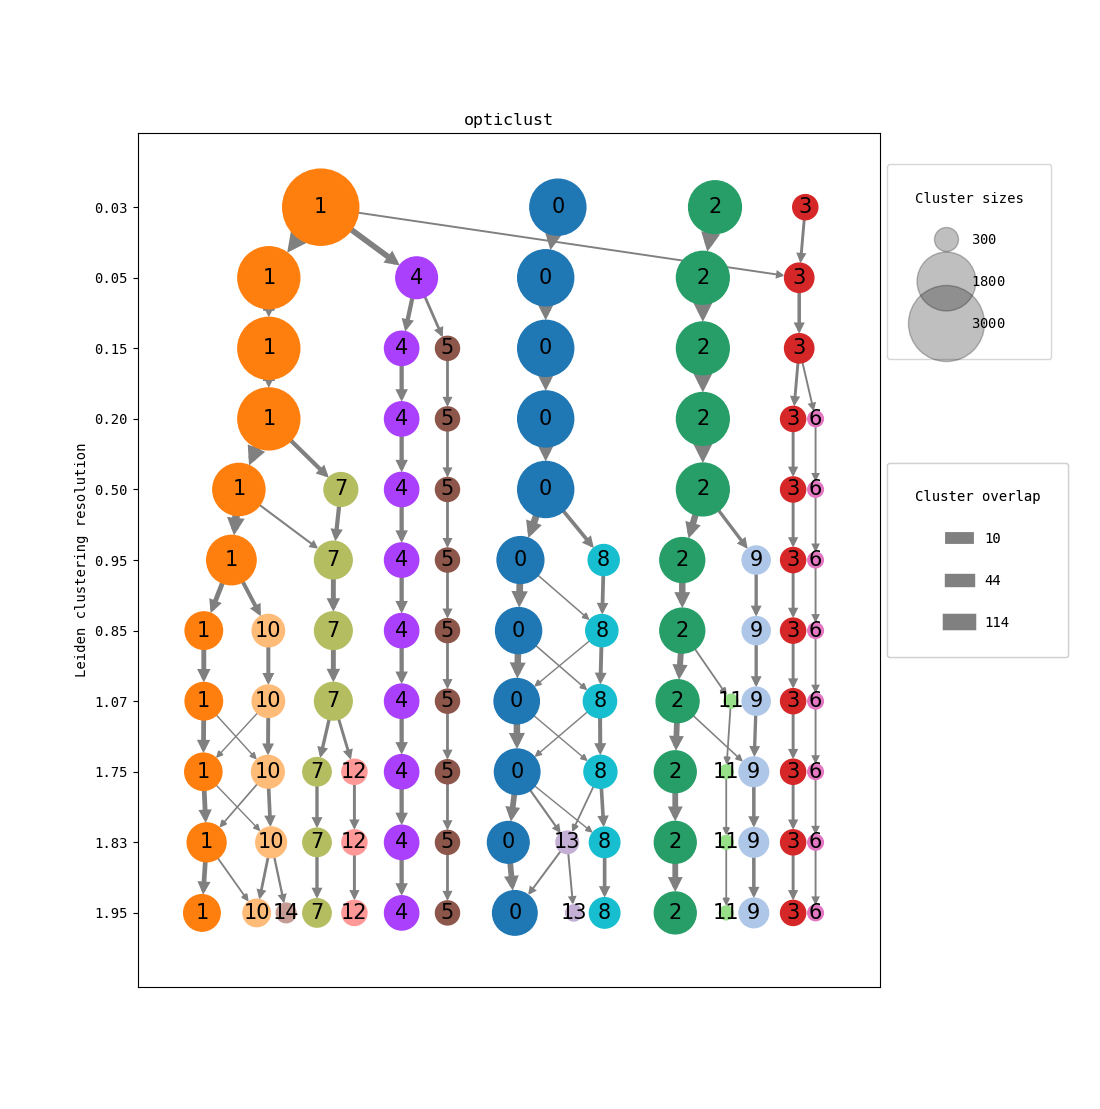 opticlust
0.03 1 0 2 3
0.05 1 4 0 2 3
0.15 1 4 5 0 2 3
0.20 1 4 5 0 2 3 6
0.50 1 7 4 5 0 2 3 6
0.95 1 7 4 5 0 8 2 9 3 6
0.85 1 10 7 4 5 0 8 2 9 3 6
1.07 1 10 7 4 5 0 8 2 11 9 3 6
1.75 1 10 7 12 4 5 0 8 2 11 9 3 6
1.83 1 10 7 12 4 5 0 13 8 2 11 9 3 6
1.95 1 10 14 7 12 4 5 0 13 8 2 11 9 3 6
Leiden clustering resolution
Cluster sizes
300
1800
3000
Cluster overlap
10
44
114